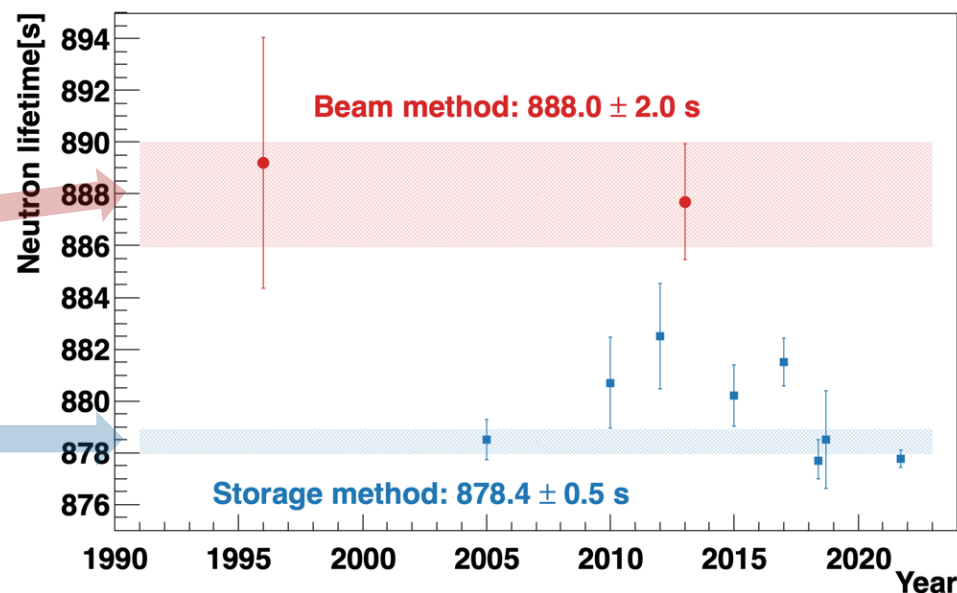 Neutron lifetime[s]
894
892
890
888
886
884
882
880
878
876
Beam method: 888.0 ± 2.0 s
Storage method: 878.4 ± 0.5 s
1990 1995 2000 2005 2010 2015 2020
Year